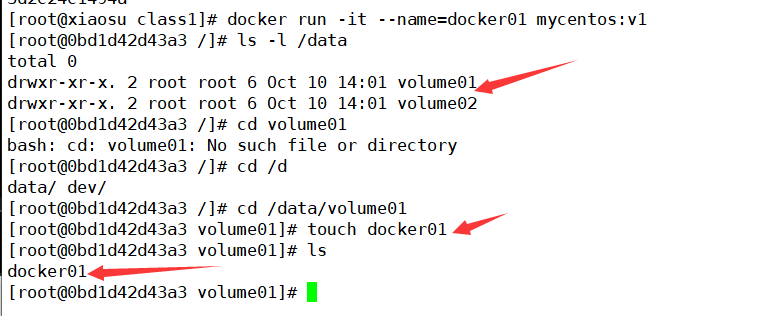 [root@xiaosu class1]# docker run -it --name=docker01 mycentos:v1
[root@0bd1d42d43a3 /]# ls -l /data
total 0
drwxr-xr-x. 2 root root 6 Oct 10 14:01 volume01
drwxr-xr-x. 2 root root 6 Oct 10 14:01 volume02
[root@0bd1d42d43a3 /]# cd volume01
bash: cd: volume01: No such file or directory
[root@0bd1d42d43a3 /]# cd /d
data/ dev/
[root@0bd1d42d43a3 /]# cd /data/volume01
[root@0bd1d42d43a3 volume01]# touch docker01
[root@0bd1d42d43a3 volume01]# ls
docker01
[root@0bd1d42d43a3 volume01]#